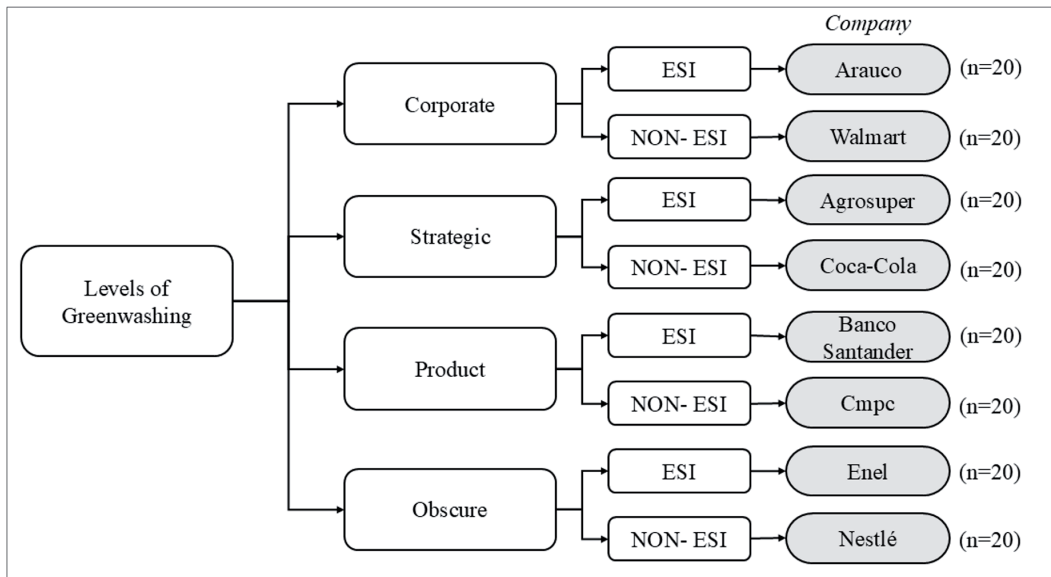 Company
Levels of
Greenwashing
Corporate
ESI
Arauco
(n=20)
NON- ESI
Walmart
(n=20)
Strategic
ESI
Agrosuper
(n=20)
NON- ESI
Coca-Cola
(n=20)
Product
ESI
Banco
Santander
(n=20)
NON- ESI
Cmpc
(n=20)
Obscure
ESI
Enel
(n=20)
NON- ESI
Nestlé
(n=20)